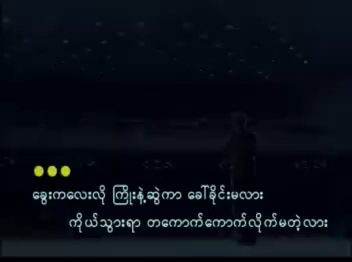 ခွေးကလေးလို ကြိုးနဲ့ဆွဲကာ ခေါ်ခိုင်းမလား
ကိုယ်သွားရာ တကောက်ကောက်လိုက်မတဲ့လား